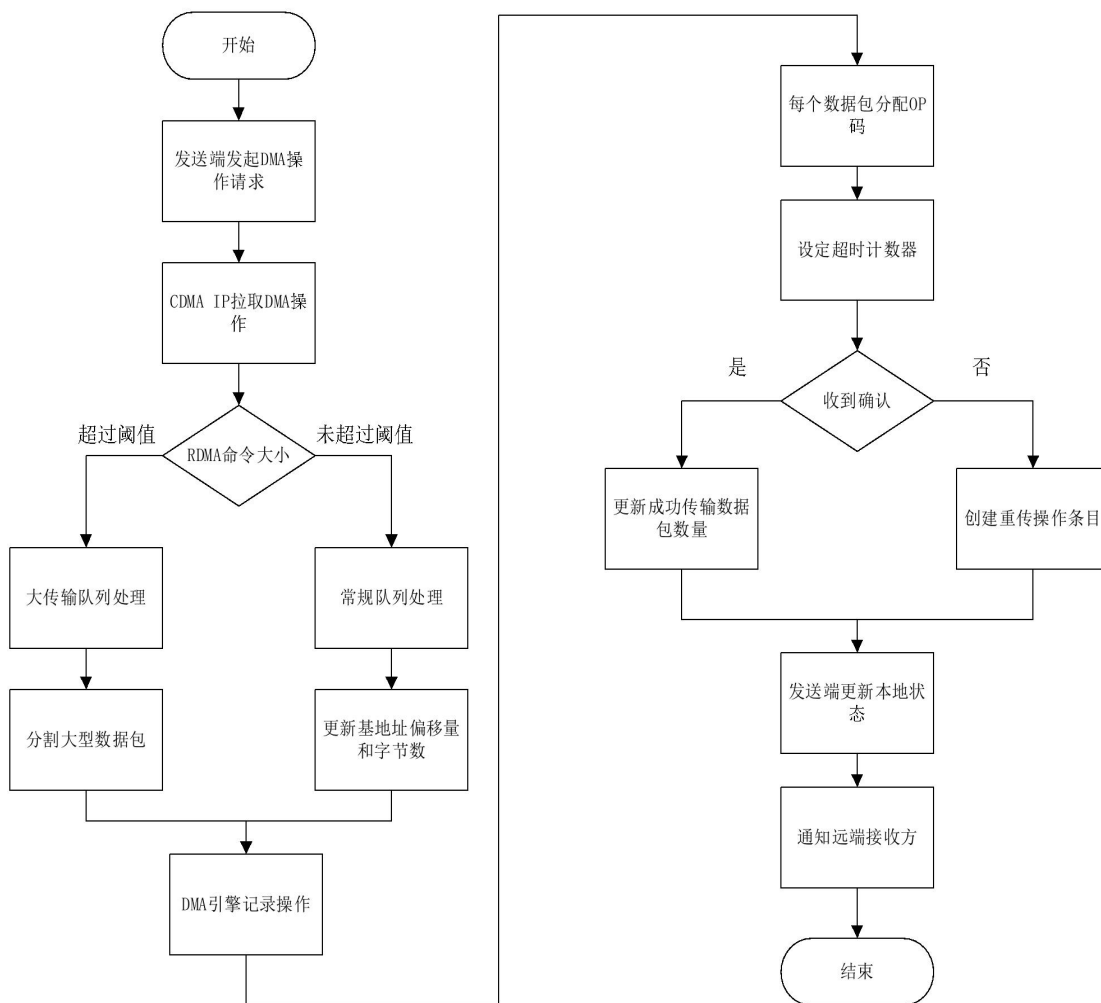 开始
发送端发起DMA操
作请求
CDMA IP拉取DMA操
作
超过阈值
未超过阈值
RDMA命令大小
大传输队列处理
常规队列处理
分割大型数据包
更新基地址偏移量
和字节数
DMA引擎记录操作
每个数据包分配OP
码
设定超时计数器
是
否
收到确认
更新成功传输数据
包数量
创建重传操作条目
发送端更新本地状
态
通知远端接收方
结束